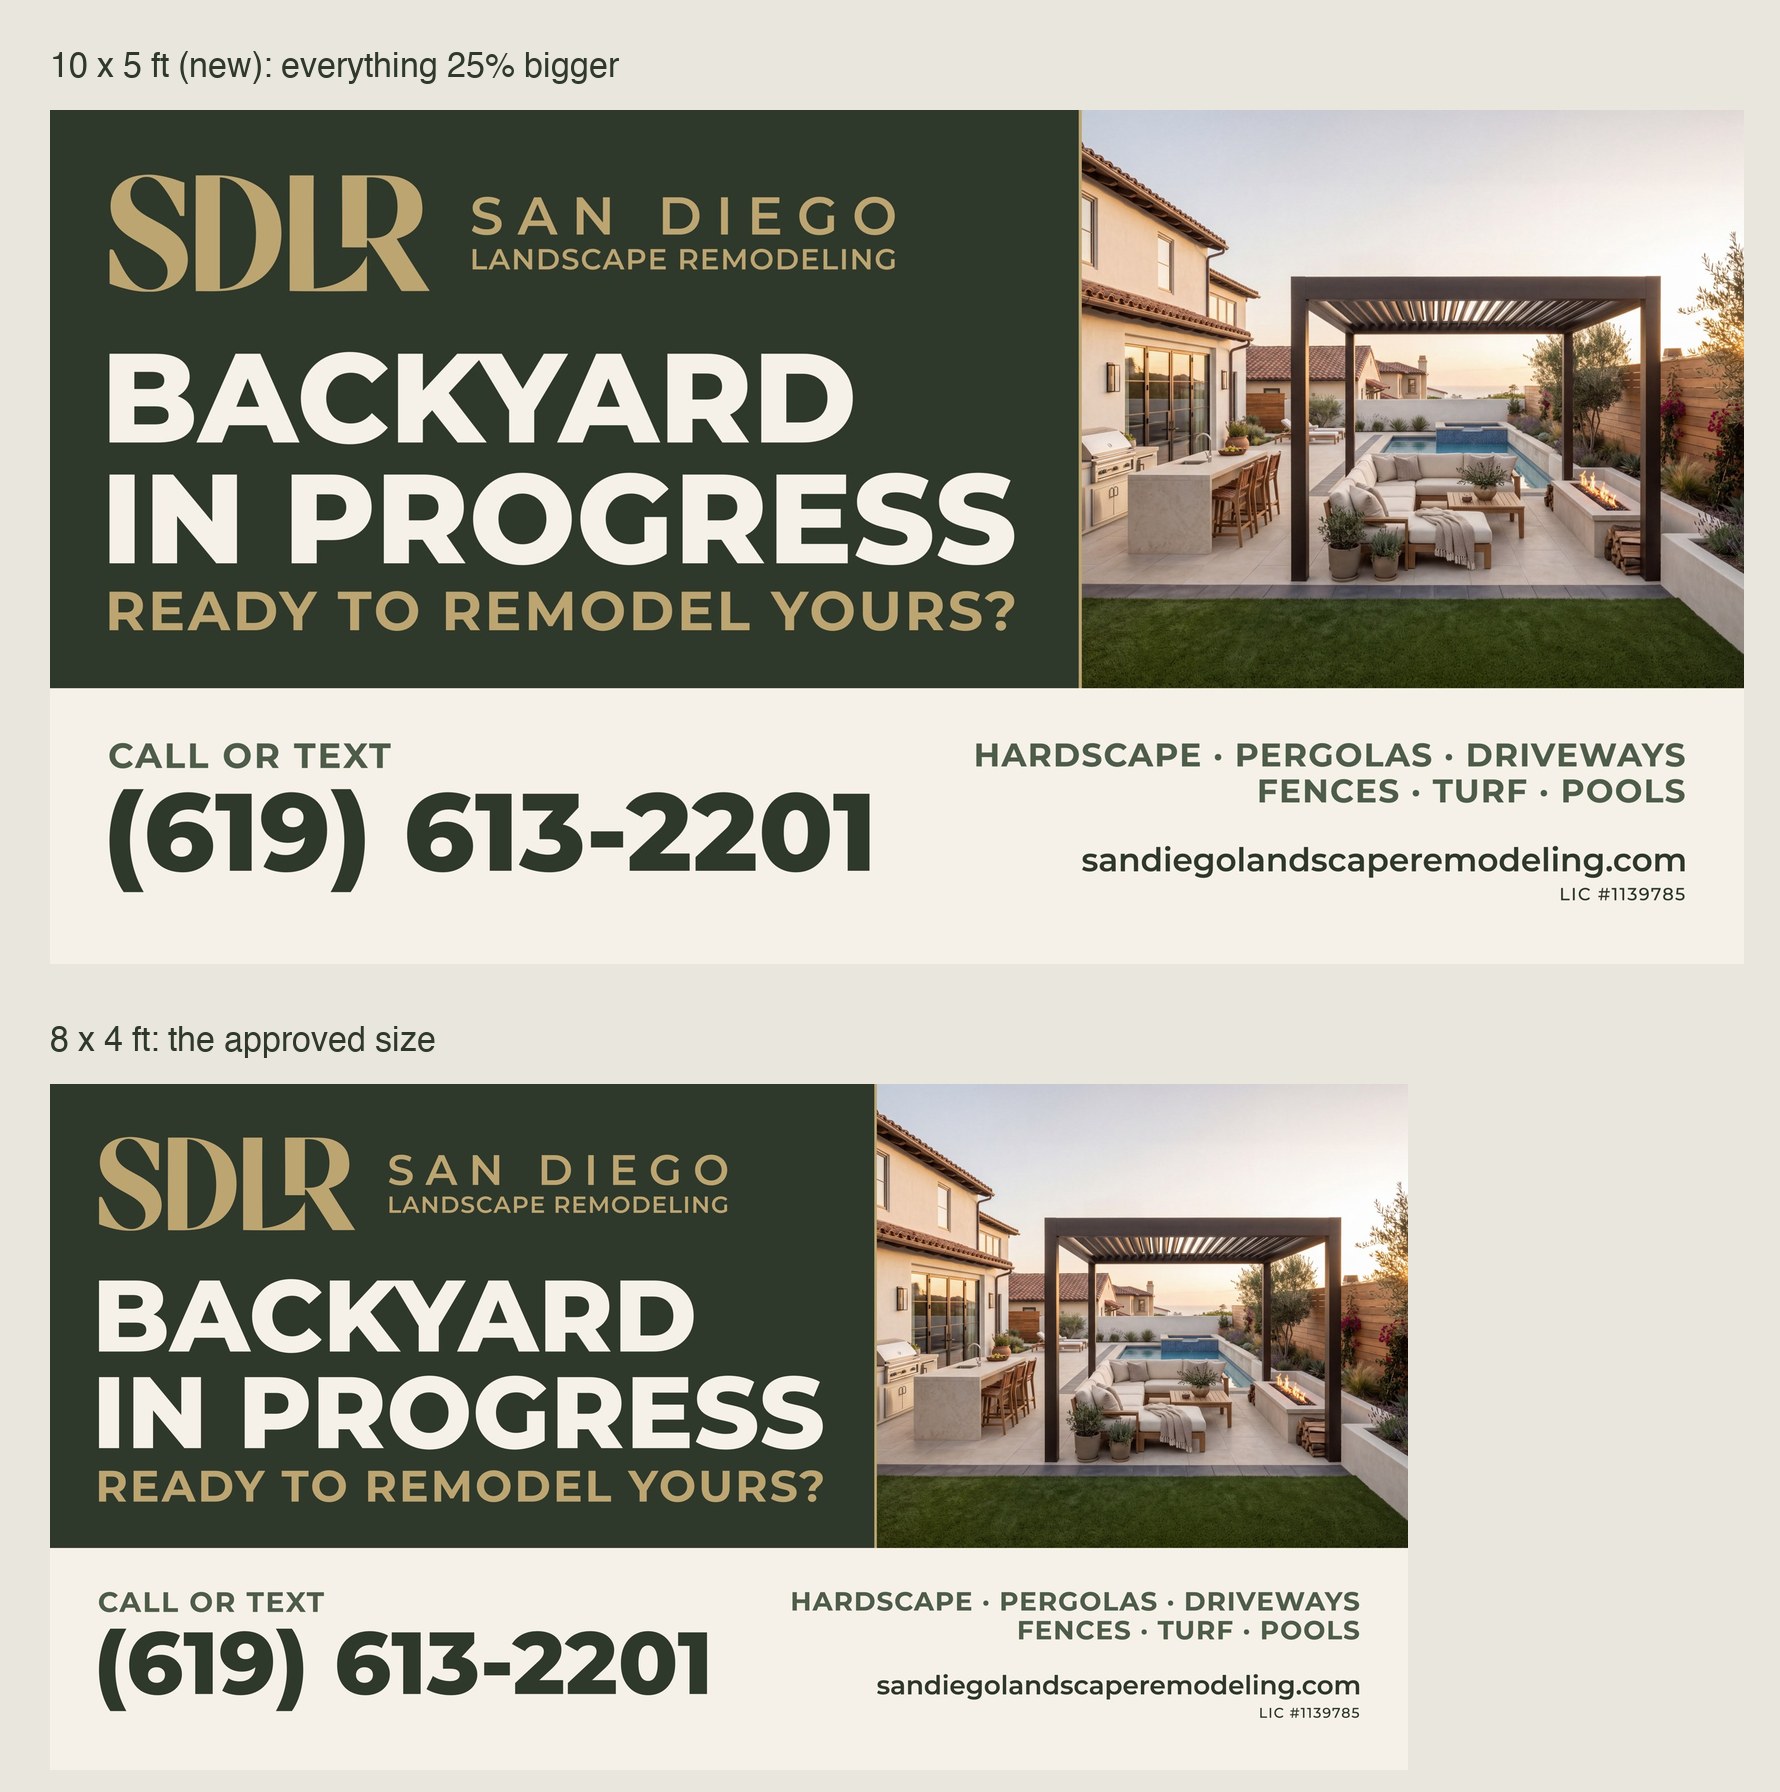 10 x 5 ft (new): everything 25% bigger
SDLR
SAN DIEGO
LANDSCAPE REMODELING
BACKYARD
IN PROGRESS
READY TO REMODEL YOURS?
CALL OR TEXT
(619) 613-2201
HARDSCAPE · PERGOLAS · DRIVEWAYS
FENCES · TURF · POOLS
sandiegolandscaperemodeling.com
LIC #1139785
8 x 4 ft: the approved size
SDLR
SAN DIEGO
LANDSCAPE REMODELING
BACKYARD
IN PROGRESS
READY TO REMODEL YOURS?
CALL OR TEXT
(619) 613-2201
HARDSCAPE · PERGOLAS · DRIVEWAYS
FENCES · TURF · POOLS
sandiegolandscaperemodeling.com
LIC #1139785